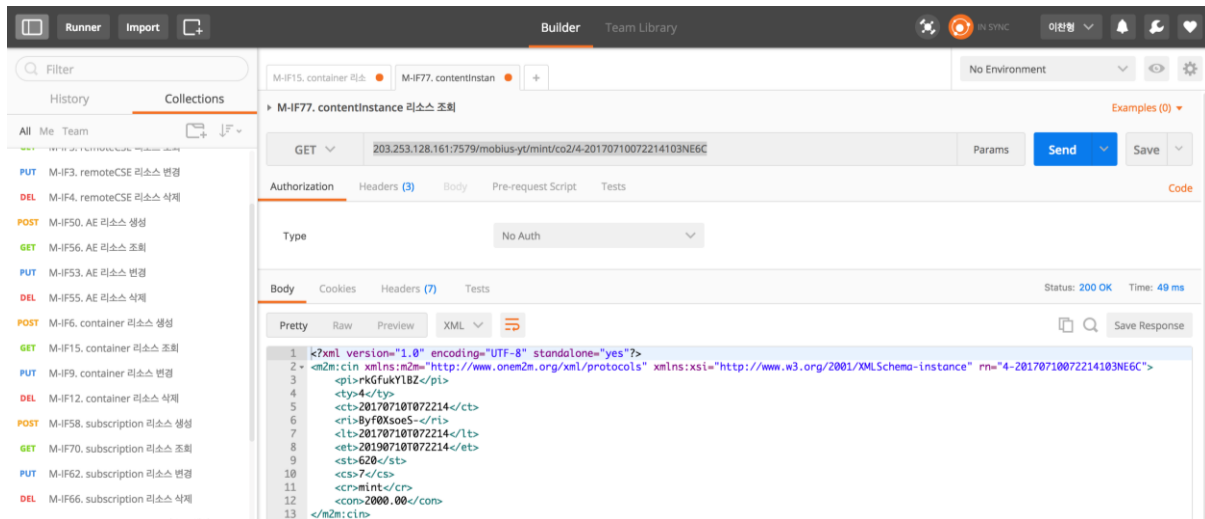 Runner
Import
Builder
Team Library
IN SYNC
이찬형
Filter
History
Collections
All Me Team
M-IF5. remoteCSE 리소스 조회
PUT M-IF3. remoteCSE 리소스 변경
DEL M-IF4. remoteCSE 리소스 삭제
POST M-IF50. AE 리소스 생성
GET M-IF56. AE 리소스 조회
PUT M-IF53. AE 리소스 변경
DEL M-IF55. AE 리소스 삭제
POST M-IF6. container 리소스 생성
GET M-IF15. container 리소스 조회
PUT M-IF9. container 리소스 변경
DEL M-IF12. container 리소스 삭제
POST M-IF58. subscription 리소스 생성
GET M-IF70. subscription 리소스 조회
PUT M-IF62. subscription 리소스 변경
DEL M-IF66. subscription 리소스 삭제
M-IF15. container 리소
M-IF77. contentInstan
+
No Environment
M-IF77. contentInstance 리소스 조회
Examples (0)
GET
203.253.128.161:7579/mobius-yt/mint/co2/4-20170710072214103NE6C
Params
Send
Save
Authorization
Headers (3)
Body
Pre-request Script
Tests
Code
Type
No Auth
Body
Cookies
Headers (7)
Tests
Status: 200 OK
Time: 49 ms
Pretty
Raw
Preview
XML
Save Response
1 <?xml version="1.0" encoding="UTF-8" standalone="yes"?>
2 <m2m:cin xmlns:m2m="http://www.onem2m.org/xml/protocols" xmlns:xsi="http://www.w3.org/2001/XMLSchema-instance" rn="4-20170710072214103NE6C">
3 <pi>rkGfukYlBZ</pi>
4 <ty>4</ty>
5 <ct>20170710T072214</ct>
6 <ri>Byf0XsoeS-</ri>
7 <lt>20170710T072214</lt>
8 <et>20190710T072214</et>
9 <st>620</st>
10 <cs>7</cs>
11 <cr>mint</cr>
12 <con>2000.00</con>
13 </m2m:cin>